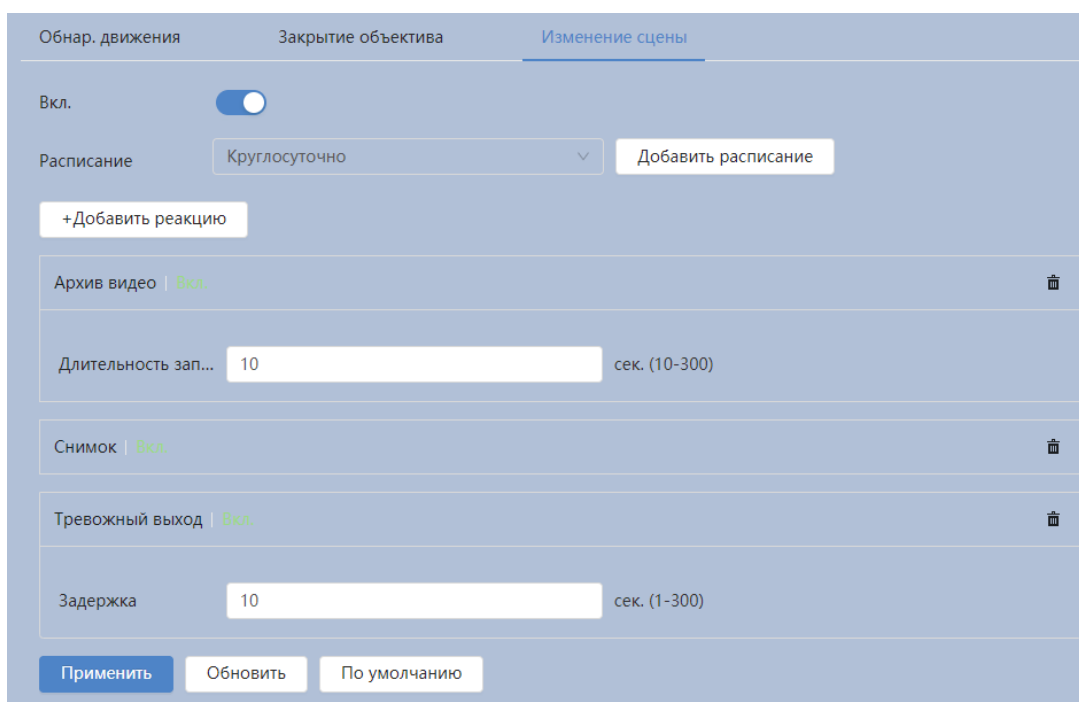 Обнар. движения Закрытие объектива Изменение сцены
Вкл.
Расписание Круглосуточно Добавить расписание
+Добавить реакцию
Архив видео | Вкл.
Длительность зап... 10 сек. (10-300)
Снимок | Вкл.
Тревожный выход | Вкл.
Задержка 10 сек. (1-300)
Применить Обновить По умолчанию